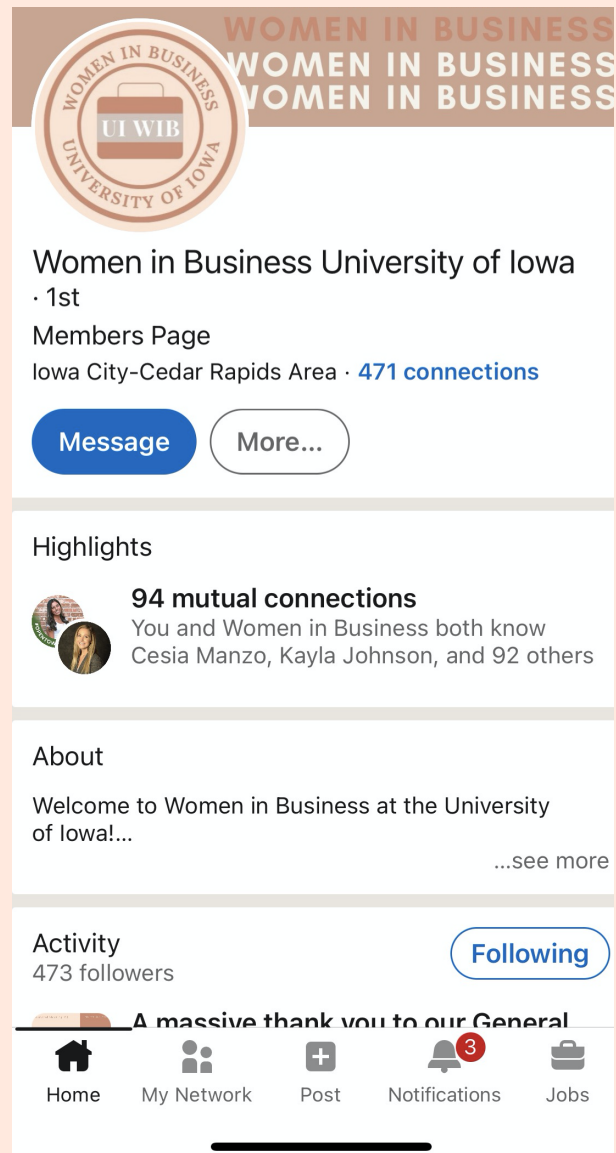 WOMEN IN BUSINESS
WOMEN IN BUSINESS
WOMEN IN BUSINESS
WOMEN IN BUSINESS
UI WIB
UNIVERSITY OF IOWA
Women in Business University of Iowa
· 1st
Members Page
Iowa City-Cedar Rapids Area · 471 connections
Message
More...
Highlights
94 mutual connections
You and Women in Business both know
Cesia Manzo, Kayla Johnson, and 92 others
About
Welcome to Women in Business at the University
of Iowa!...
...see more
Activity
Following
473 followers
A massive thank you to our General
3
Home
My Network
Post
Notifications
Jobs